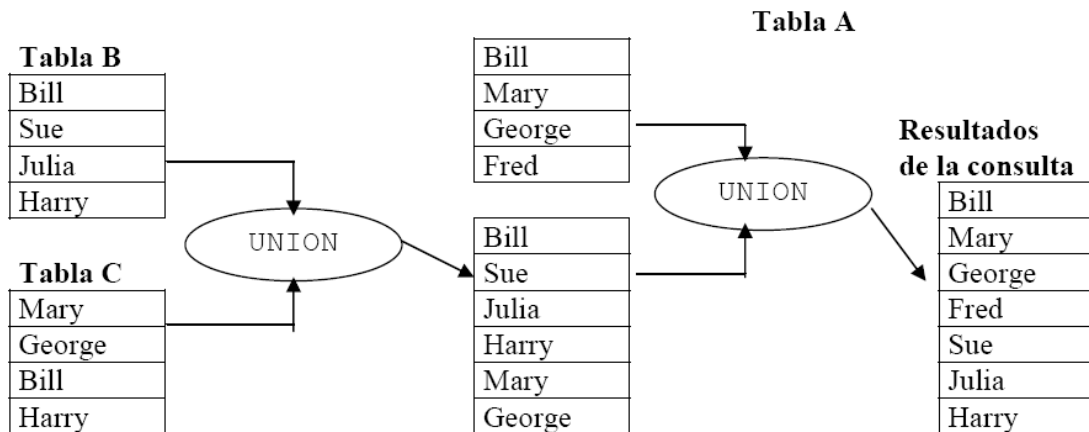 Tabla B
Bill
Sue
Julia
Harry
UNION
Tabla C
Mary
George
Bill
Harry
Tabla A
Bill
Mary
George
Fred
Bill
Sue
Julia
Harry
Mary
George
UNION
Resultados
de la consulta
Bill
Mary
George
Fred
Sue
Julia
Harry